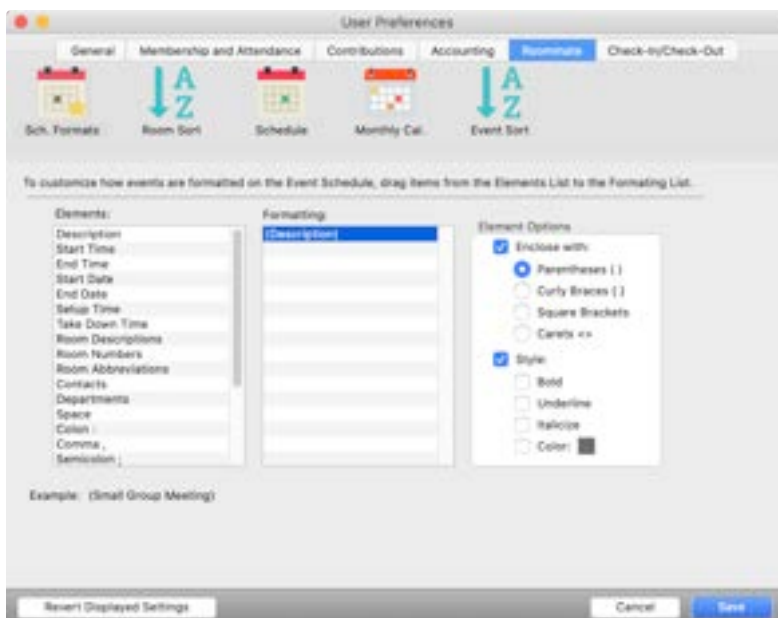 User Preferences
General Membership and Attendance Contributions Accounting Roommate Check-In/Check-Out
Sch. Formats Room Sort Schedule Monthly Cal. Event Sort
To customize how events are formatted on the Event Schedule, drag items from the Elements List to the Formating List.
Elements:
Description
Start Time
End Time
Start Date
End Date
Setup Time
Take Down Time
Room Descriptions
Room Numbers
Room Abbreviations
Contacts
Departments
Space
Colon :
Comma ,
Semicolon ;
Formatting:
(Description)
Element Options
Enclose with:
Parentheses ( )
Curly Braces { }
Square Brackets
Carets <>
Style:
Bold
Underline
Italicize
Color:
Example: (Small Group Meeting)
Revert Displayed Settings Cancel Save